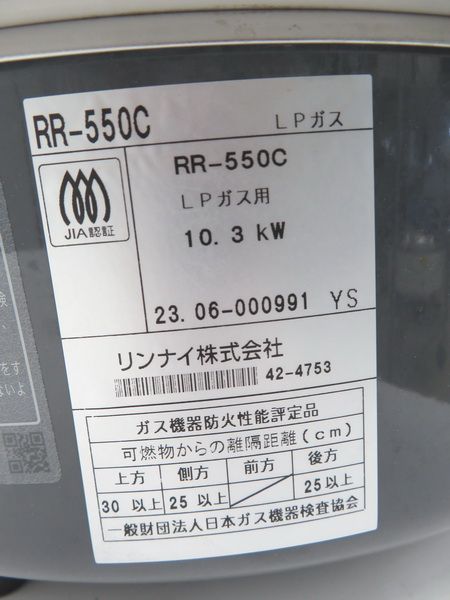 RR-550C LPガス
JIA認証
RR-550C
LPガス用
10.3 kW
23.06-000991 YS
リンナイ株式会社
42-4753
ガス機器防火性能評定品
可燃物からの離隔距離(cm)
上方 側方 前方 後方
30 以上 25 以上 25以上
一般財団法人日本ガス機器検査協会